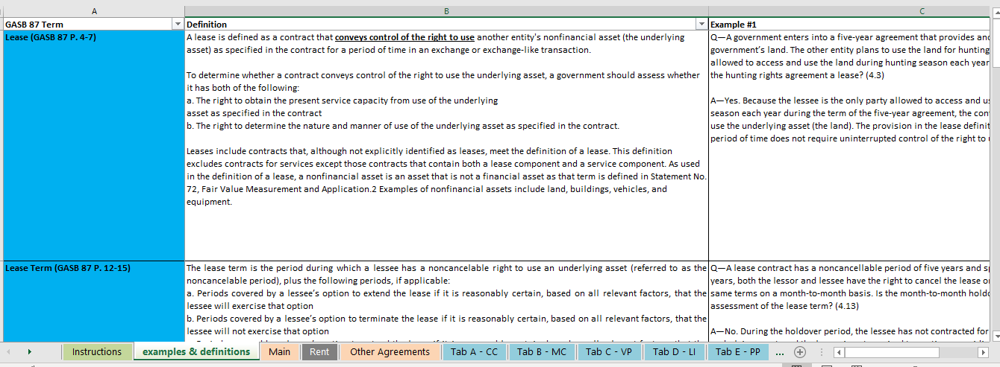 A B C
GASB 87 Term Definition Example #1
Lease (GASB 87 P. 4-7)
A lease is defined as a contract that conveys control of the right to use another entity's nonfinancial asset (the underlying
asset) as specified in the contract for a period of time in an exchange or exchange-like transaction.
To determine whether a contract conveys control of the right to use the underlying asset, a government should assess whether
it has both of the following:
a. The right to obtain the present service capacity from use of the underlying
asset as specified in the contract
b. The right to determine the nature and manner of use of the underlying asset as specified in the contract.
Leases include contracts that, although not explicitly identified as leases, meet the definition of a lease. This definition
excludes contracts for services except those contracts that contain both a lease component and a service component. As used
in the definition of a lease, a nonfinancial asset is an asset that is not a financial asset as that term is defined in Statement No.
72, Fair Value Measurement and Application.2 Examples of nonfinancial assets include land, buildings, vehicles, and
equipment.
Q—A government enters into a five-year agreement that provides
government's land. The other entity plans to use the land for hunting
allowed to access and use the land during hunting season each year
the hunting rights agreement a lease? (4.3)
A—Yes. Because the lessee is the only party allowed to access and
season each year during the term of the five-year agreement, the
use the underlying asset (the land). The provision in the lease
period of time does not require uninterrupted control of the right to
Lease Term (GASB 87 P. 12-15)
The lease term is the period during which a lessee has a noncancelable right to use an underlying asset (referred to as the
noncancelable period), plus the following periods, if applicable:
a. Periods covered by a lessee's option to extend the lease if it is reasonably certain, based on all relevant factors, that the
lessee will exercise that option
b. Periods covered by a lessee's option to terminate the lease if it is reasonably certain, based on all relevant factors, that the
lessee will not exercise that option
Q—A lease contract has a noncancellable period of five years and
years, both the lessor and lessee have the right to cancel the lease
same terms on a month-to-month basis. Is the month-to-month
assessment of the lease term? (4.13)
A—No. During the holdover period, the lessee has not contracted for
Instructions examples & definitions Main Rent Other Agreements Tab A - CC Tab B - MC Tab C - VP Tab D - LI Tab E - PP ...